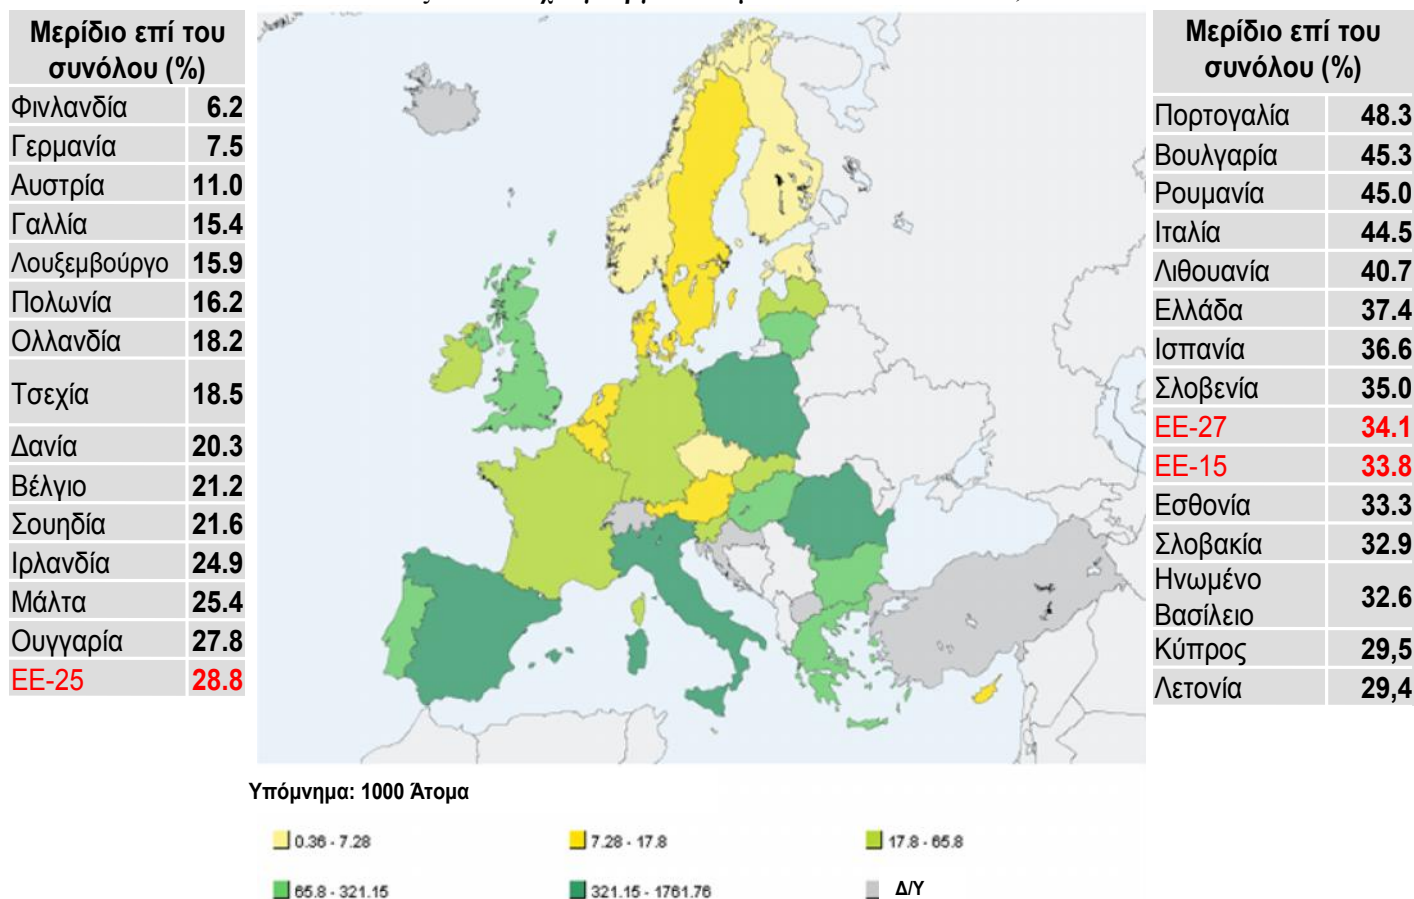 Μερίδιο επί του
συνόλου (%)
Φινλανδία 6.2
Γερμανία 7.5
Αυστρία 11.0
Γαλλία 15.4
Λουξεμβούργο 15.9
Πολωνία 16.2
Ολλανδία 18.2
Τσεχία 18.5
Δανία 20.3
Βέλγιο 21.2
Σουηδία 21.6
Ιρλανδία 24.9
Μάλτα 25.4
Ουγγαρία 27.8
ΕΕ-25 28.8
Μερίδιο επί του
συνόλου (%)
Πορτογαλία 48.3
Βουλγαρία 45.3
Ρουμανία 45.0
Ιταλία 44.5
Λιθουανία 40.7
Ελλάδα 37.4
Ισπανία 36.6
Σλοβενία 35.0
ΕΕ-27 34.1
ΕΕ-15 33.8
Εσθονία 33.3
Σλοβακία 32.9
Ηνωμένο
Βασίλειο 32.6
Κύπρος 29,5
Λετονία 29,4
Υπόμνημα: 1000 Άτομα
0.36 - 7.28 7.28 - 17.8 17.8 - 65.8
65.8 - 321.15 321.15 - 1761.76 Δ/Υ